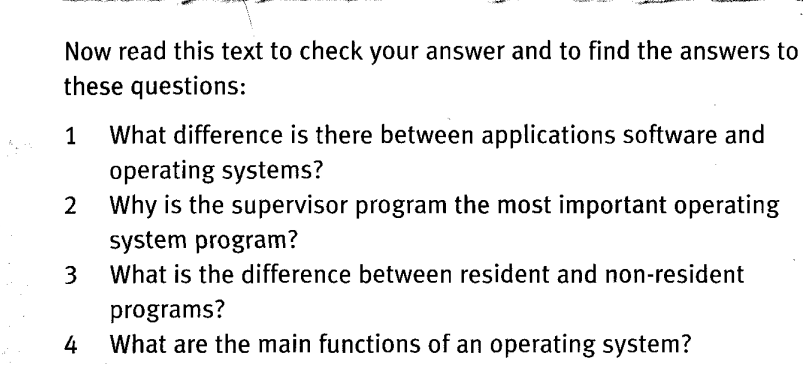 Now read this text to check your answer and to find the answers to
these questions:
1 What difference is there between applications software and
operating systems?
2 Why is the supervisor program the most important operating
system program?
3 What is the difference between resident and non-resident
programs?
4 What are the main functions of an operating system?